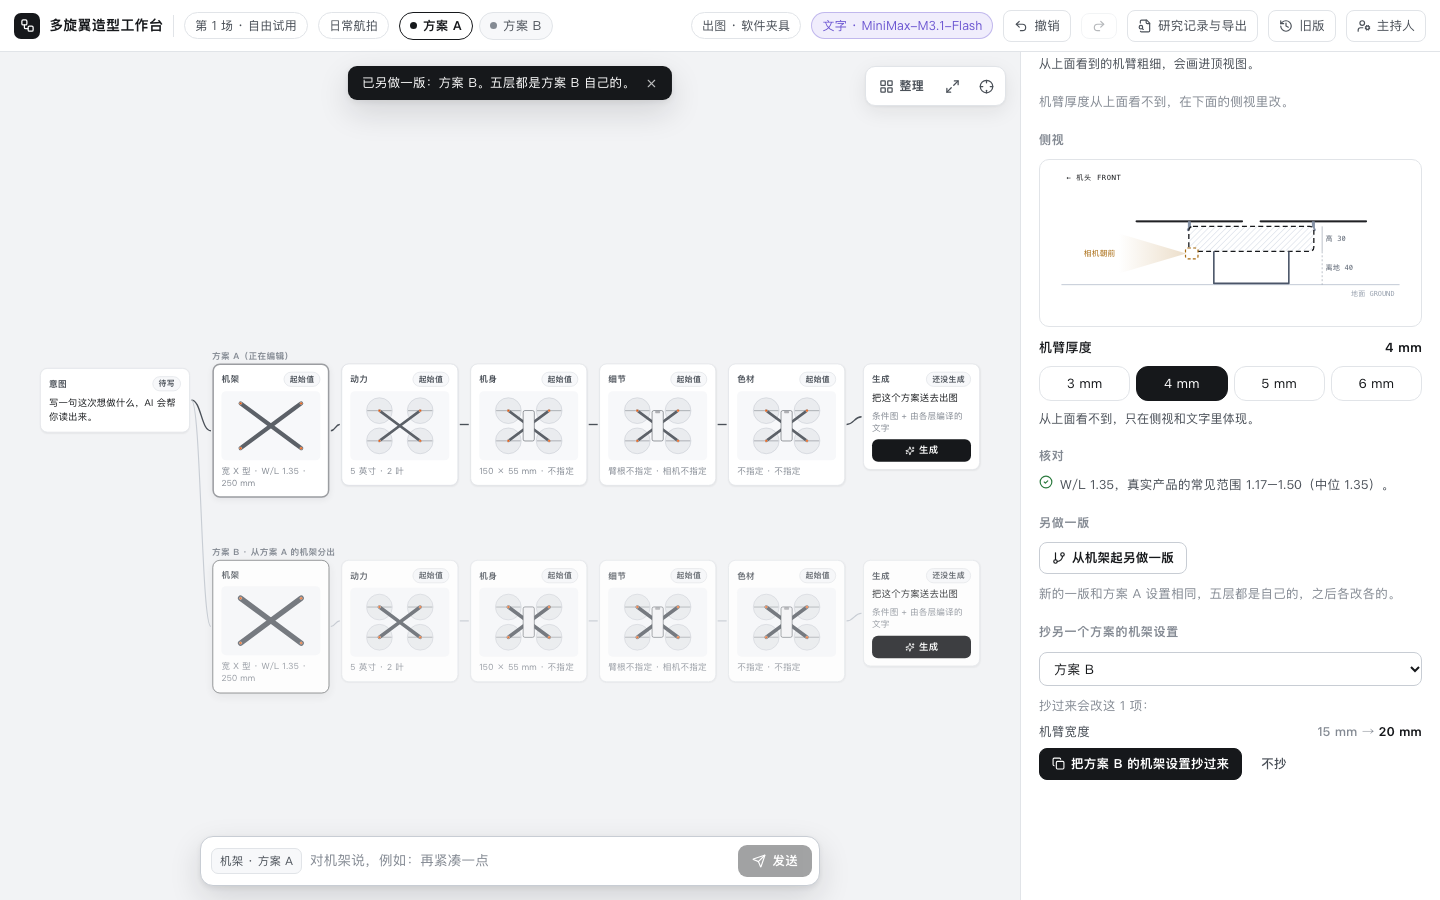 多旋翼造型工作台
第 1 场 · 自由试用
日常航拍
方案 A
方案 B
出图 · 软件夹具
文字 · MiniMax-M3.1-Flash
撤销
研究记录与导出
旧版
主持人
已另做一版：方案 B。五层都是方案 B 自己的。
整理
方案 A（正在编辑）
意图
待写
写一句这次想做什么，AI 会帮
你读出来。
机架
起始值
宽 X 型 · W/L 1.35 ·
250 mm
动力
起始值
5 英寸 · 2 叶
机身
起始值
150 × 55 mm · 不指定
细节
起始值
臂根不指定 · 相机不指定
色材
起始值
不指定 · 不指定
生成
还没生成
把这个方案送去出图
条件图 + 由各层编译的
文字
生成
方案 B · 从方案 A 的机架分出
机架
宽 X 型 · W/L 1.35 ·
250 mm
动力
起始值
5 英寸 · 2 叶
机身
起始值
150 × 55 mm · 不指定
细节
起始值
臂根不指定 · 相机不指定
色材
起始值
不指定 · 不指定
生成
还没生成
把这个方案送去出图
条件图 + 由各层编译的
文字
生成
机架 · 方案 A
对机架说，例如：再紧凑一点
发送
从上面看到的机臂粗细，会画进顶视图。
机臂厚度从上面看不到，在下面的侧视里改。
侧视
← 机头 FRONT
相机朝前
高 30
离地 40
地面 GROUND
机臂厚度
4 mm
3 mm
4 mm
5 mm
6 mm
从上面看不到，只在侧视和文字里体现。
核对
W/L 1.35，真实产品的常见范围 1.17–1.50（中位 1.35）。
另做一版
从机架起另做一版
新的一版和方案 A 设置相同，五层都是自己的，之后各改各的。
抄另一个方案的机架设置
方案 B
抄过来会改这 1 项：
机臂宽度
15 mm → 20 mm
把方案 B 的机架设置抄过来
不抄